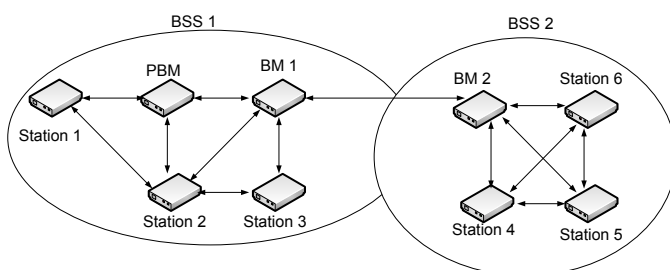 BSS 1
BSS 2
PBM
BM 1
BM 2
Station 6
Station 1
Station 2
Station 3
Station 4
Station 5